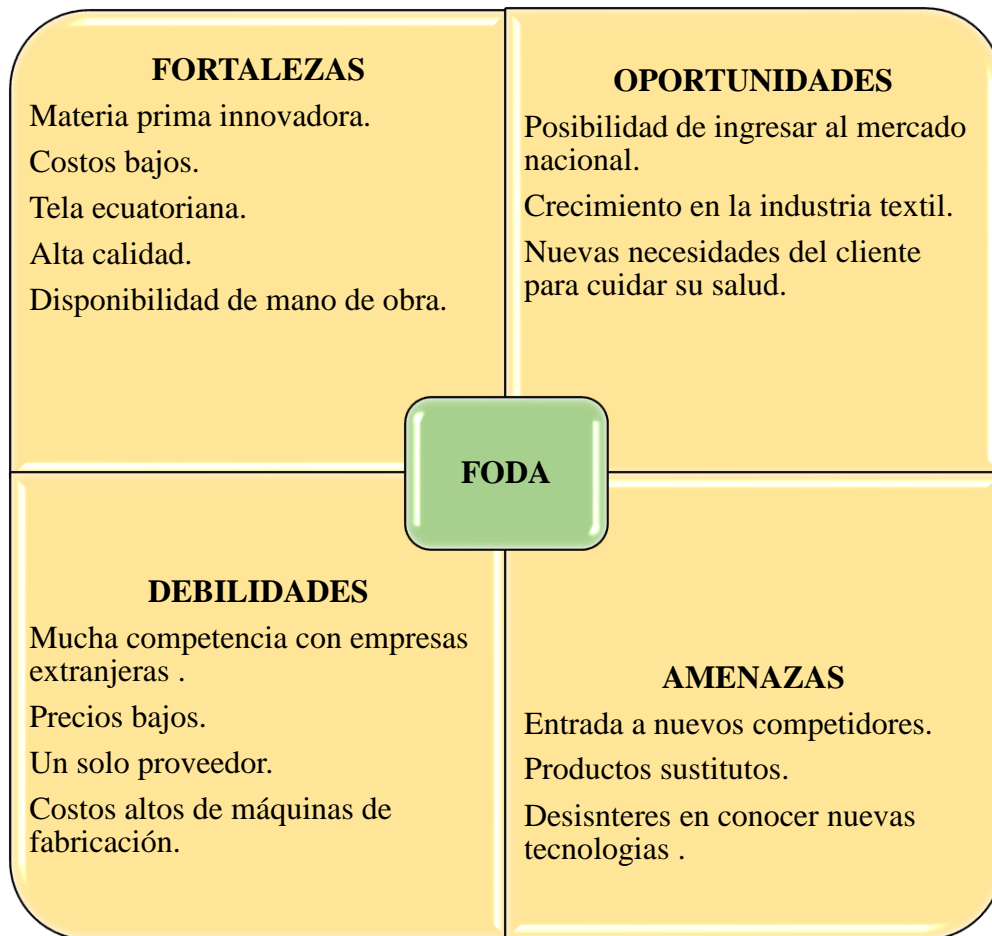 FORTALEZAS
Materia prima innovadora.
Costos bajos.
Tela ecuatoriana.
Alta calidad.
Disponibilidad de mano de obra.
OPORTUNIDADES
Posibilidad de ingresar al mercado
nacional.
Crecimiento en la industria textil.
Nuevas necesidades del cliente
para cuidar su salud.
FODA
DEBILIDADES
Mucha competencia con empresas
extranjeras .
Precios bajos.
Un solo proveedor.
Costos altos de máquinas de
fabricación.
AMENAZAS
Entrada a nuevos competidores.
Productos sustitutos.
Desisnteres en conocer nuevas
tecnologias .